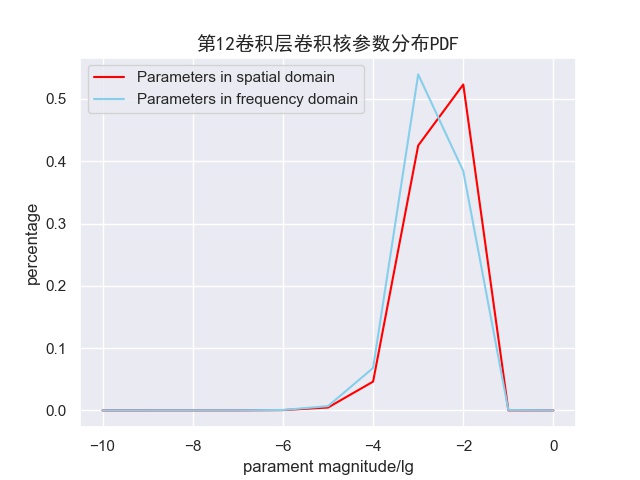 第12卷积层卷积核参数分布PDF
Parameters in spatial domain
Parameters in frequency domain
percentage
0.5
0.4
0.3
0.2
0.1
0.0
−10 −8 −6 −4 −2 0
parament magnitude/lg